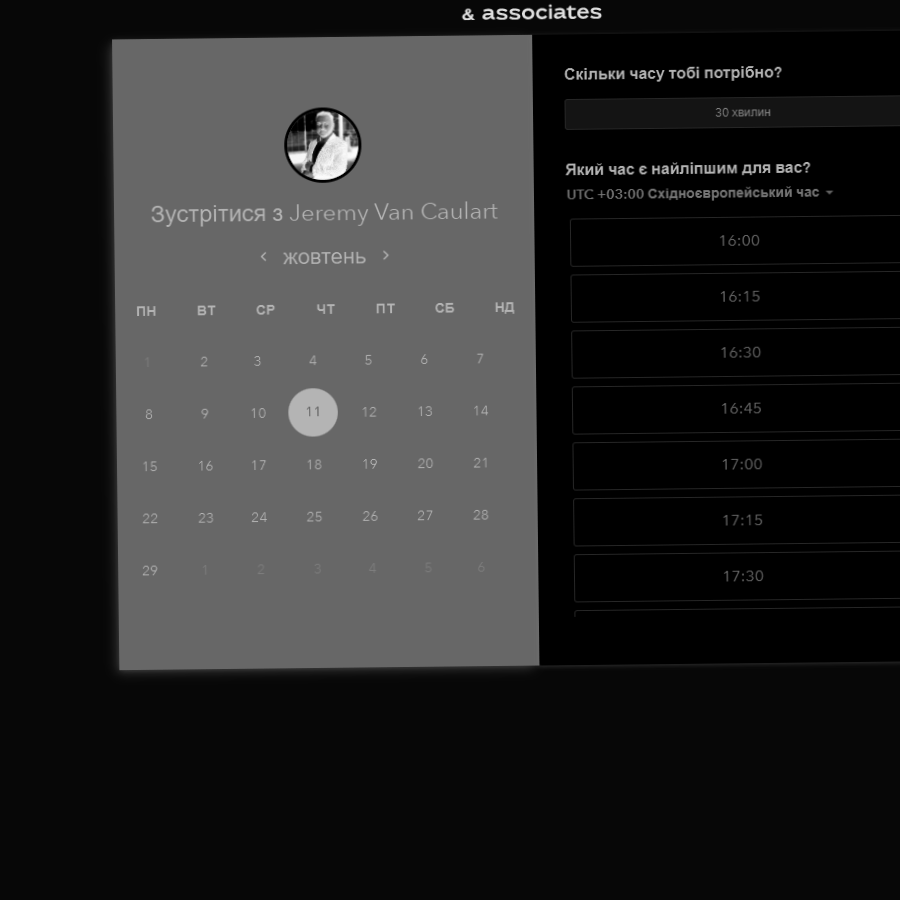 & associates
Зустрітися з Jeremy Van Caulart
жовтень
ПН ВТ СР ЧТ ПТ СБ НД
1 2 3 4 5 6 7
8 9 10 11 12 13 14
15 16 17 18 19 20 21
22 23 24 25 26 27 28
29 1 2 3 4 5 6
Скільки часу тобі потрібно?
30 хвилин
Який час є найліпшим для вас?
UTC +03:00 Східноєвропейський час
16:00
16:15
16:30
16:45
17:00
17:15
17:30